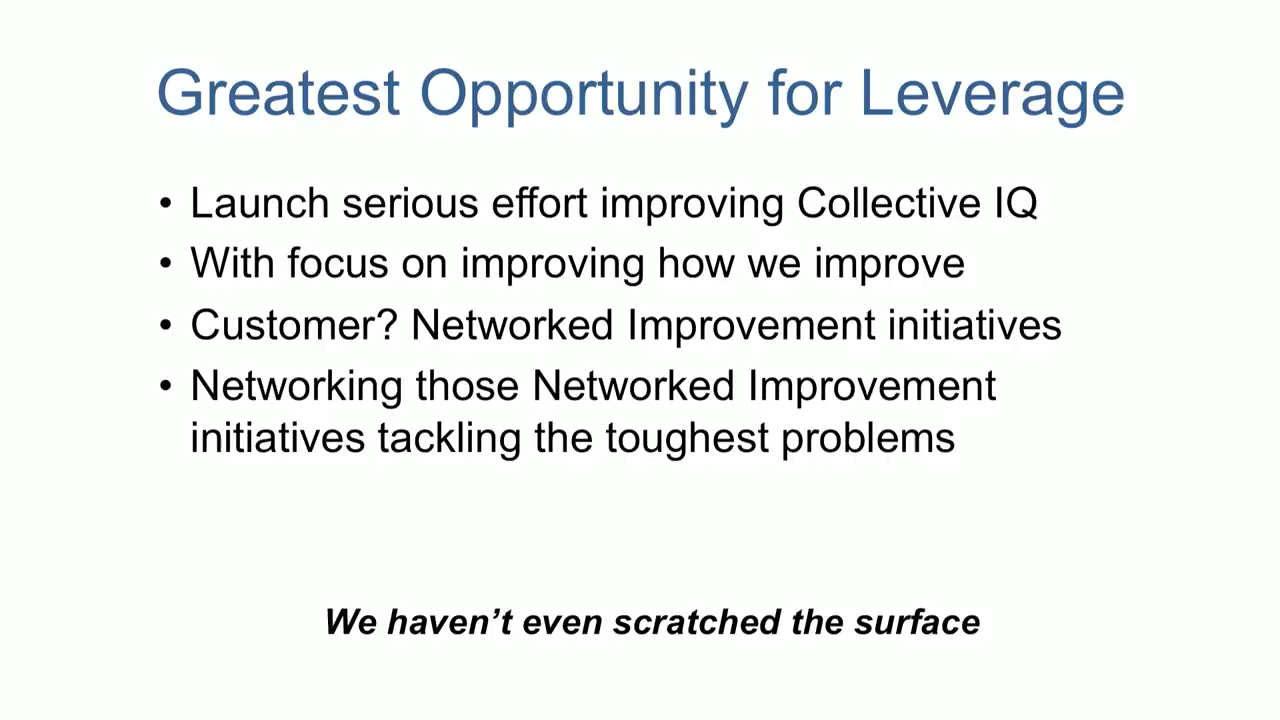 Greatest Opportunity for Leverage
• Launch serious effort improving Collective IQ
• With focus on improving how we improve
• Customer? Networked Improvement initiatives
• Networking those Networked Improvement
initiatives tackling the toughest problems
We haven’t even scratched the surface